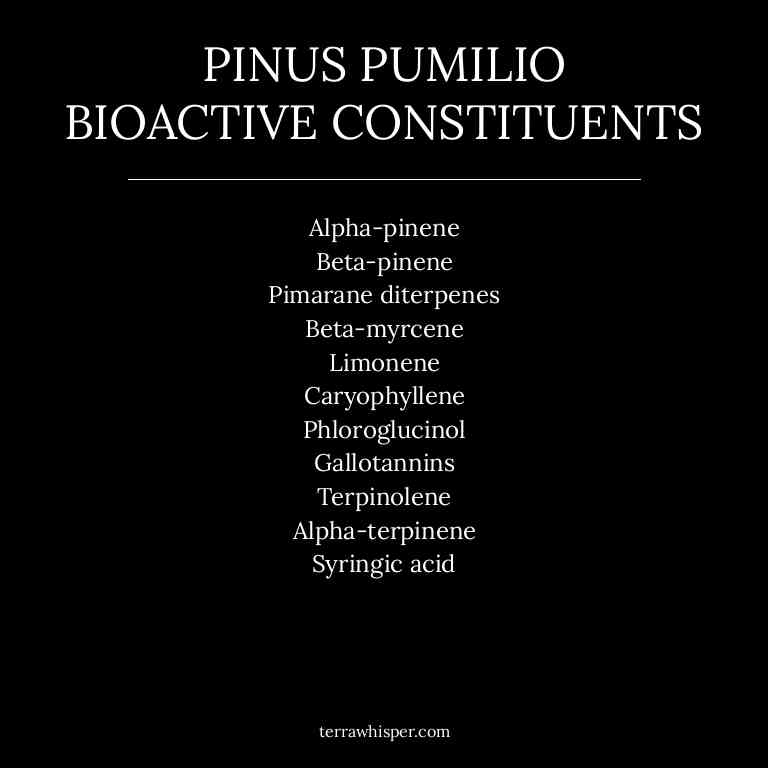 PINUS PUMILIO
BIOACTIVE CONSTITUENTS
Alpha-pinene
Beta-pinene
Pimarane diterpenes
Beta-myrcene
Limonene
Caryophyllene
Phloroglucinol
Gallotannins
Terpinolene
Alpha-terpinene
Syringic acid
terrawhisper.com